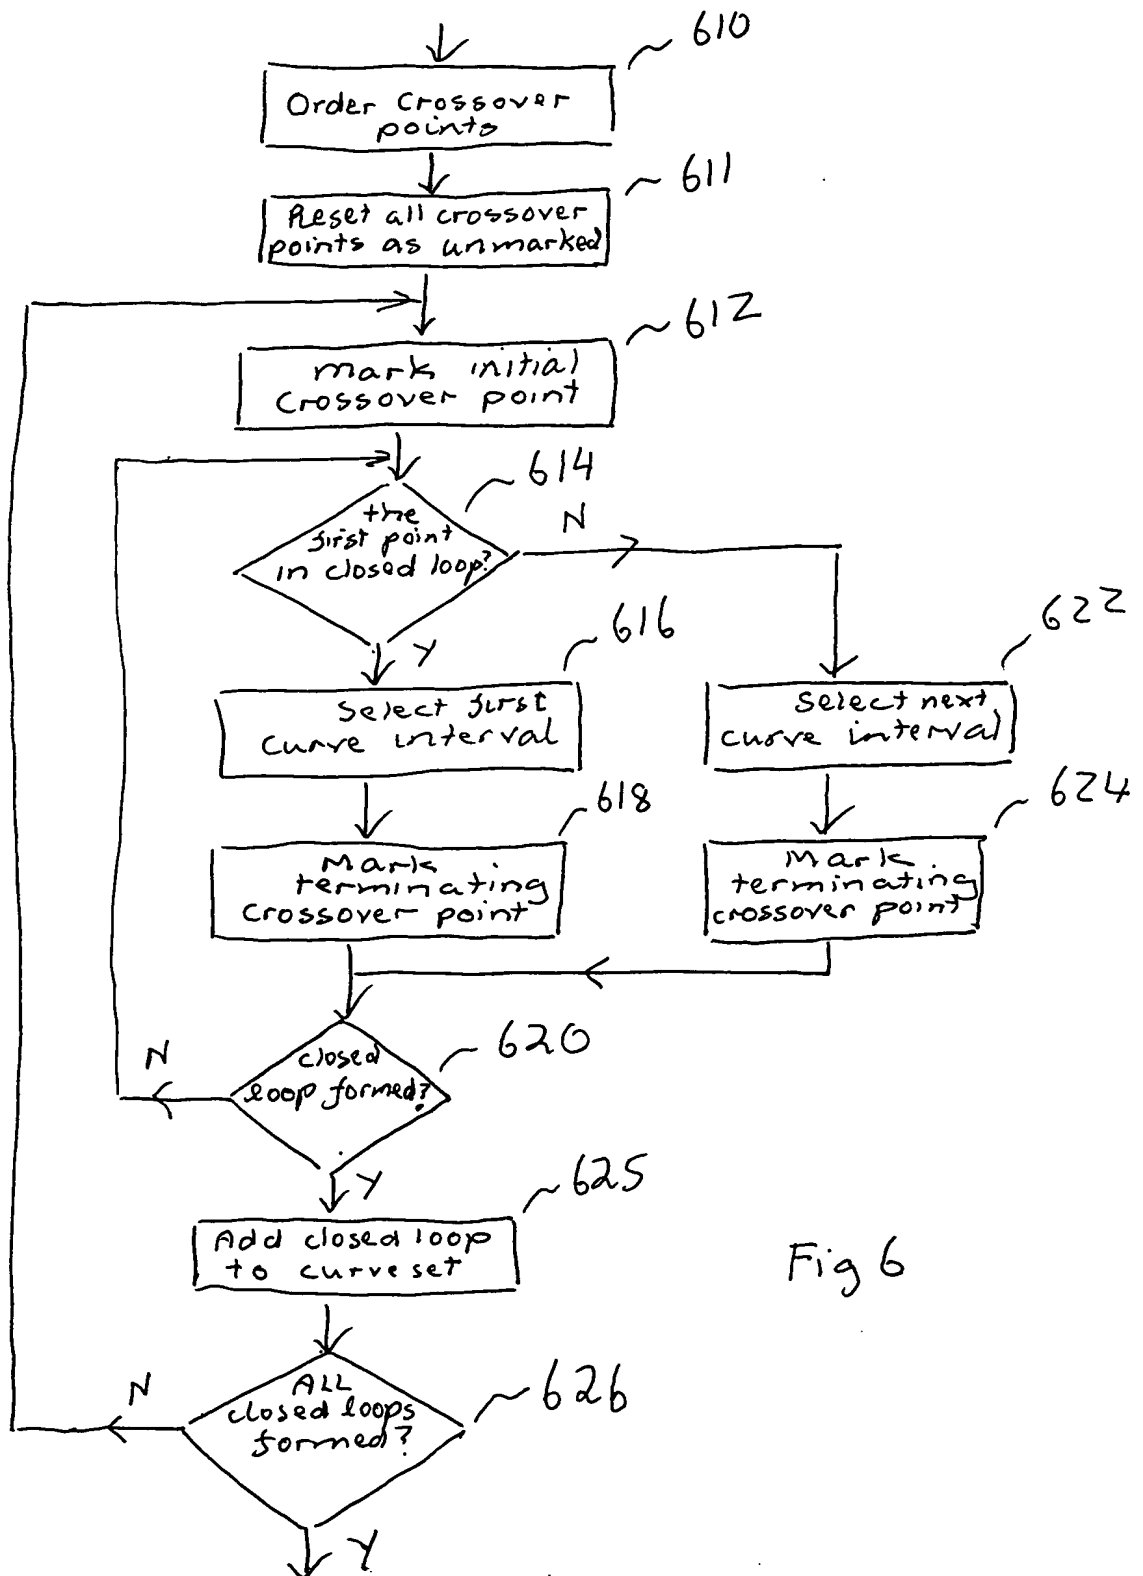 610
Order Crossover
points
611
Reset all crossover
points as unmarked
612
mark initial
crossover point
614
the
first point
in closed loop?
N
Y
616
Select first
curve interval
622
Select next
curve interval
618
Mark
terminating
crossover point
624
Mark
terminating
crossover point
620
closed
loop formed?
N
Y
625
Add closed loop
to curve set
Fig 6
626
ALL
closed loops
formed?
N
Y